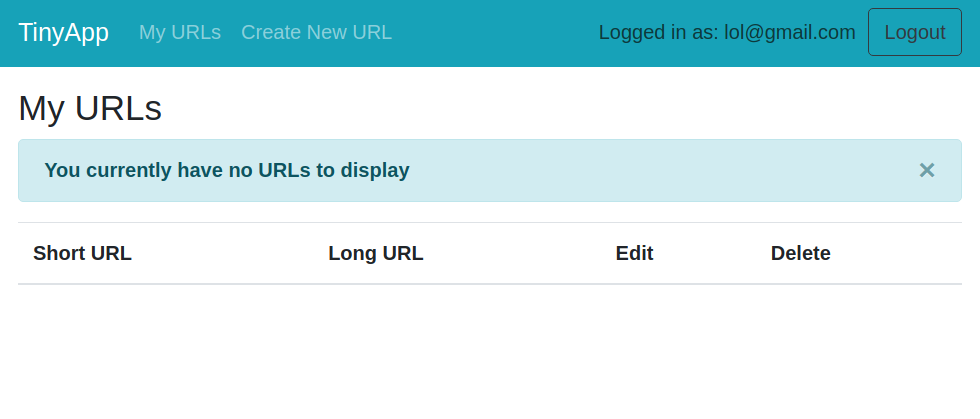 TinyApp My URLs Create New URL Logged in as: lol@gmail.com Logout
My URLs
You currently have no URLs to display ×
Short URL Long URL Edit Delete